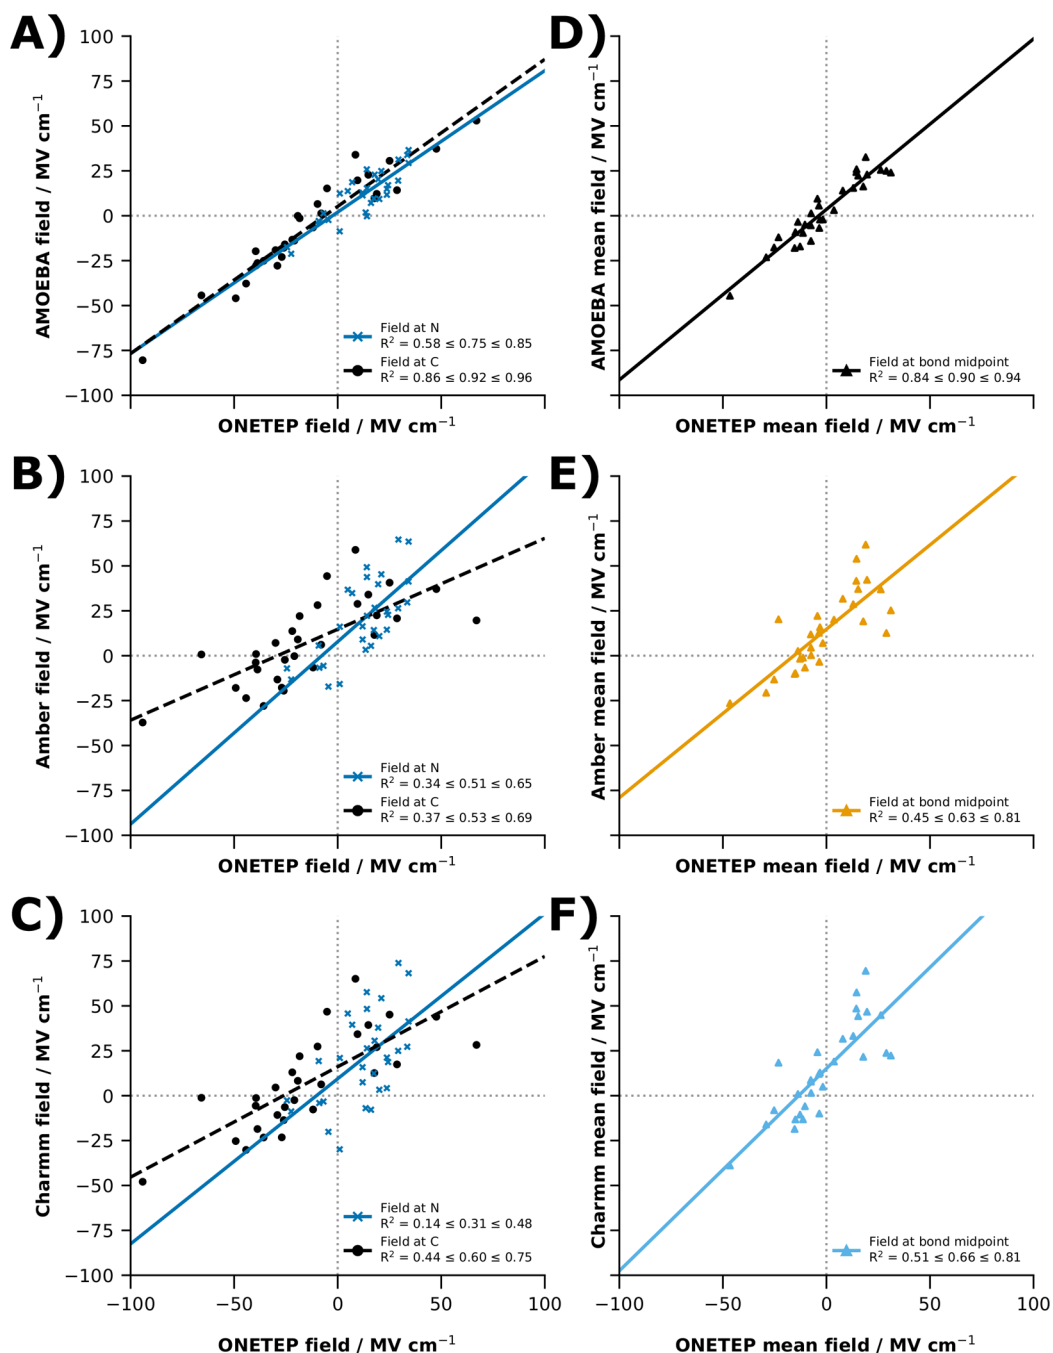 A)
100
75
50
25
0
−25
−50
−75
−100
AMOEBA field / MV cm⁻¹
Field at N
R² = 0.58 ≤ 0.75 ≤ 0.85
Field at C
R² = 0.86 ≤ 0.92 ≤ 0.96
ONETEP field / MV cm⁻¹
D)
AMOEBA mean field / MV cm⁻¹
Field at bond midpoint
R² = 0.84 ≤ 0.90 ≤ 0.94
ONETEP mean field / MV cm⁻¹
B)
100
75
50
25
0
−25
−50
−75
−100
Amber field / MV cm⁻¹
Field at N
R² = 0.34 ≤ 0.51 ≤ 0.65
Field at C
R² = 0.37 ≤ 0.53 ≤ 0.69
ONETEP field / MV cm⁻¹
E)
Amber mean field / MV cm⁻¹
Field at bond midpoint
R² = 0.45 ≤ 0.63 ≤ 0.81
ONETEP mean field / MV cm⁻¹
C)
100
75
50
25
0
−25
−50
−75
−100
Charmm field / MV cm⁻¹
Field at N
R² = 0.14 ≤ 0.31 ≤ 0.48
Field at C
R² = 0.44 ≤ 0.60 ≤ 0.75
−100 −50 0 50 100
ONETEP field / MV cm⁻¹
F)
Charmm mean field / MV cm⁻¹
Field at bond midpoint
R² = 0.51 ≤ 0.66 ≤ 0.81
−100 −50 0 50 100
ONETEP mean field / MV cm⁻¹